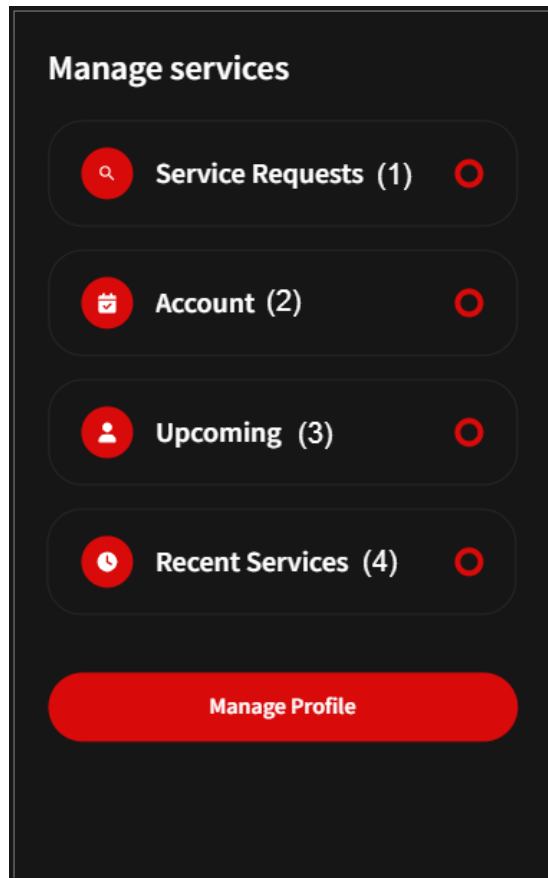 Manage services
Service Requests (1)
Account (2)
Upcoming (3)
Recent Services (4)
Manage Profile